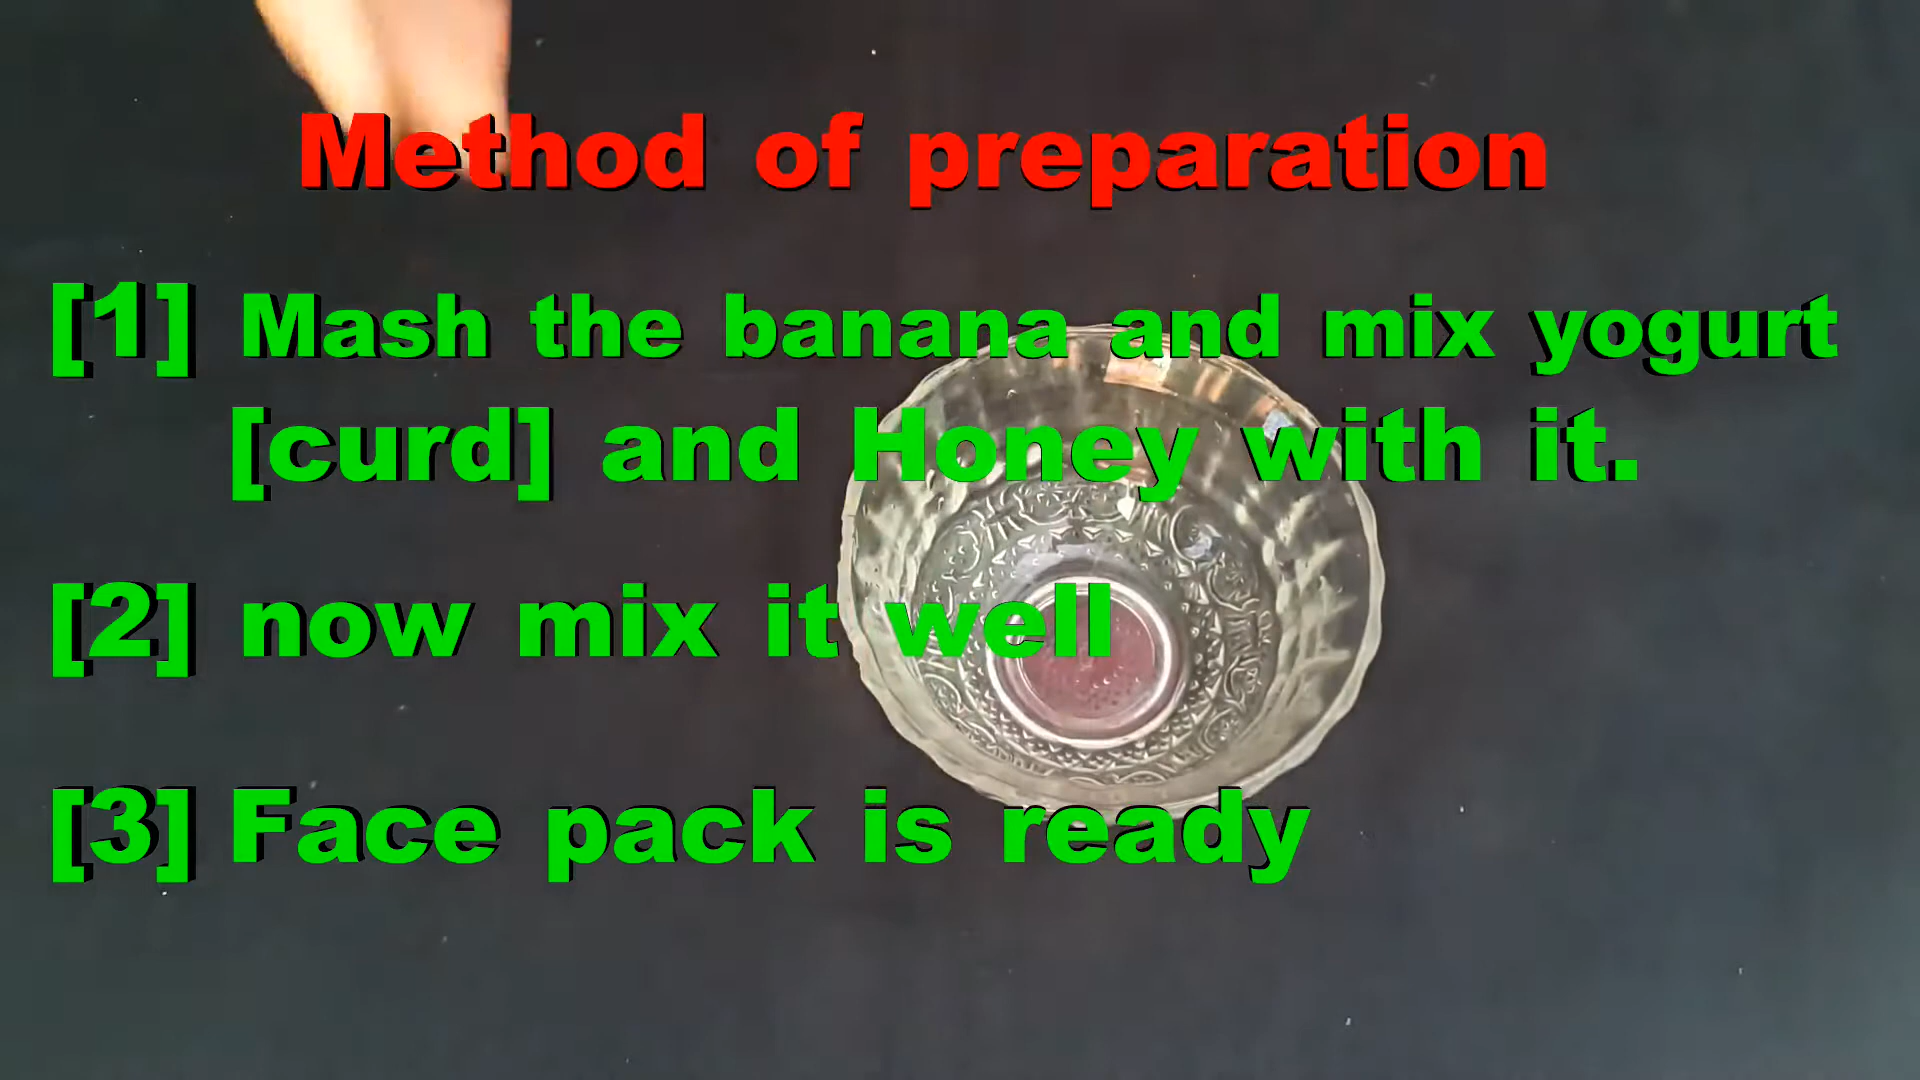 Method of preparation
[1] Mash the banana and mix yogurt
[curd] and Honey with it.
[2] now mix it well
[3] Face pack is ready